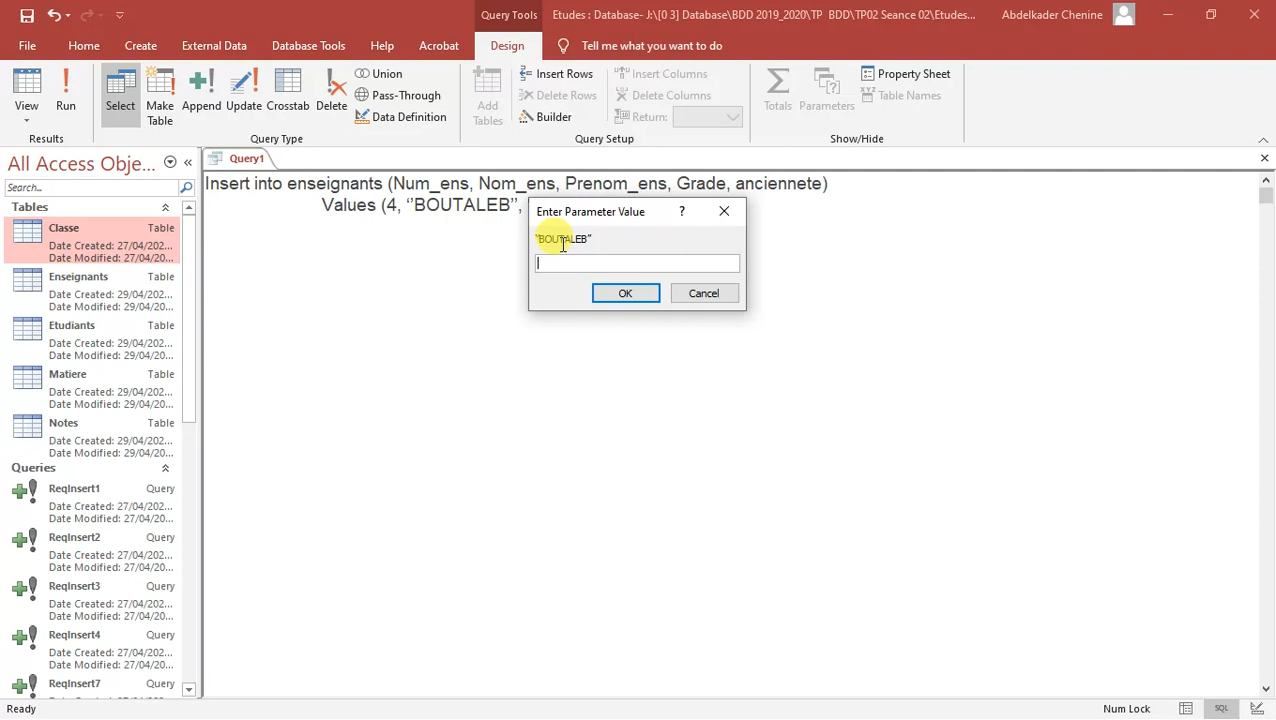 Query Tools
Etudes : Database- J:\[0 3] Database\BDD 2019_2020\TP  BDD\TP02 Seance 02\Etudes...
Abdelkader Chenine
File
Home
Create
External Data
Database Tools
Help
Acrobat
Design
Tell me what you want to do
View
Run
Results
Select
Make Table
Append
Update
Crosstab
Delete
Union
Pass-Through
Data Definition
Query Type
Add Tables
Insert Rows
Delete Rows
Builder
Insert Columns
Delete Columns
Return:
Query Setup
Totals
Parameters
Property Sheet
Table Names
Show/Hide
All Access Obje...
Search...
Tables
Classe Table
Date Created: 27/04/202...
Date Modified: 27/04/20...
Enseignants Table
Date Created: 29/04/202...
Date Modified: 29/04/20...
Etudiants Table
Date Created: 29/04/202...
Date Modified: 29/04/20...
Matiere Table
Date Created: 29/04/202...
Date Modified: 29/04/20...
Notes Table
Date Created: 29/04/202...
Date Modified: 29/04/20...
Queries
ReqInsert1 Query
Date Created: 27/04/202...
Date Modified: 27/04/20...
ReqInsert2 Query
Date Created: 27/04/202...
Date Modified: 27/04/20...
ReqInsert3 Query
Date Created: 27/04/202...
Date Modified: 27/04/20...
ReqInsert4 Query
Date Created: 27/04/202...
Date Modified: 27/04/20...
ReqInsert7 Query
Query1
Insert into enseignants (Num_ens, Nom_ens, Prenom_ens, Grade, anciennete)
Values (4, ‘’BOUTALEB’’,
Enter Parameter Value
?
‘’BOUTALEB’’
OK
Cancel
Ready
Num Lock
SQL